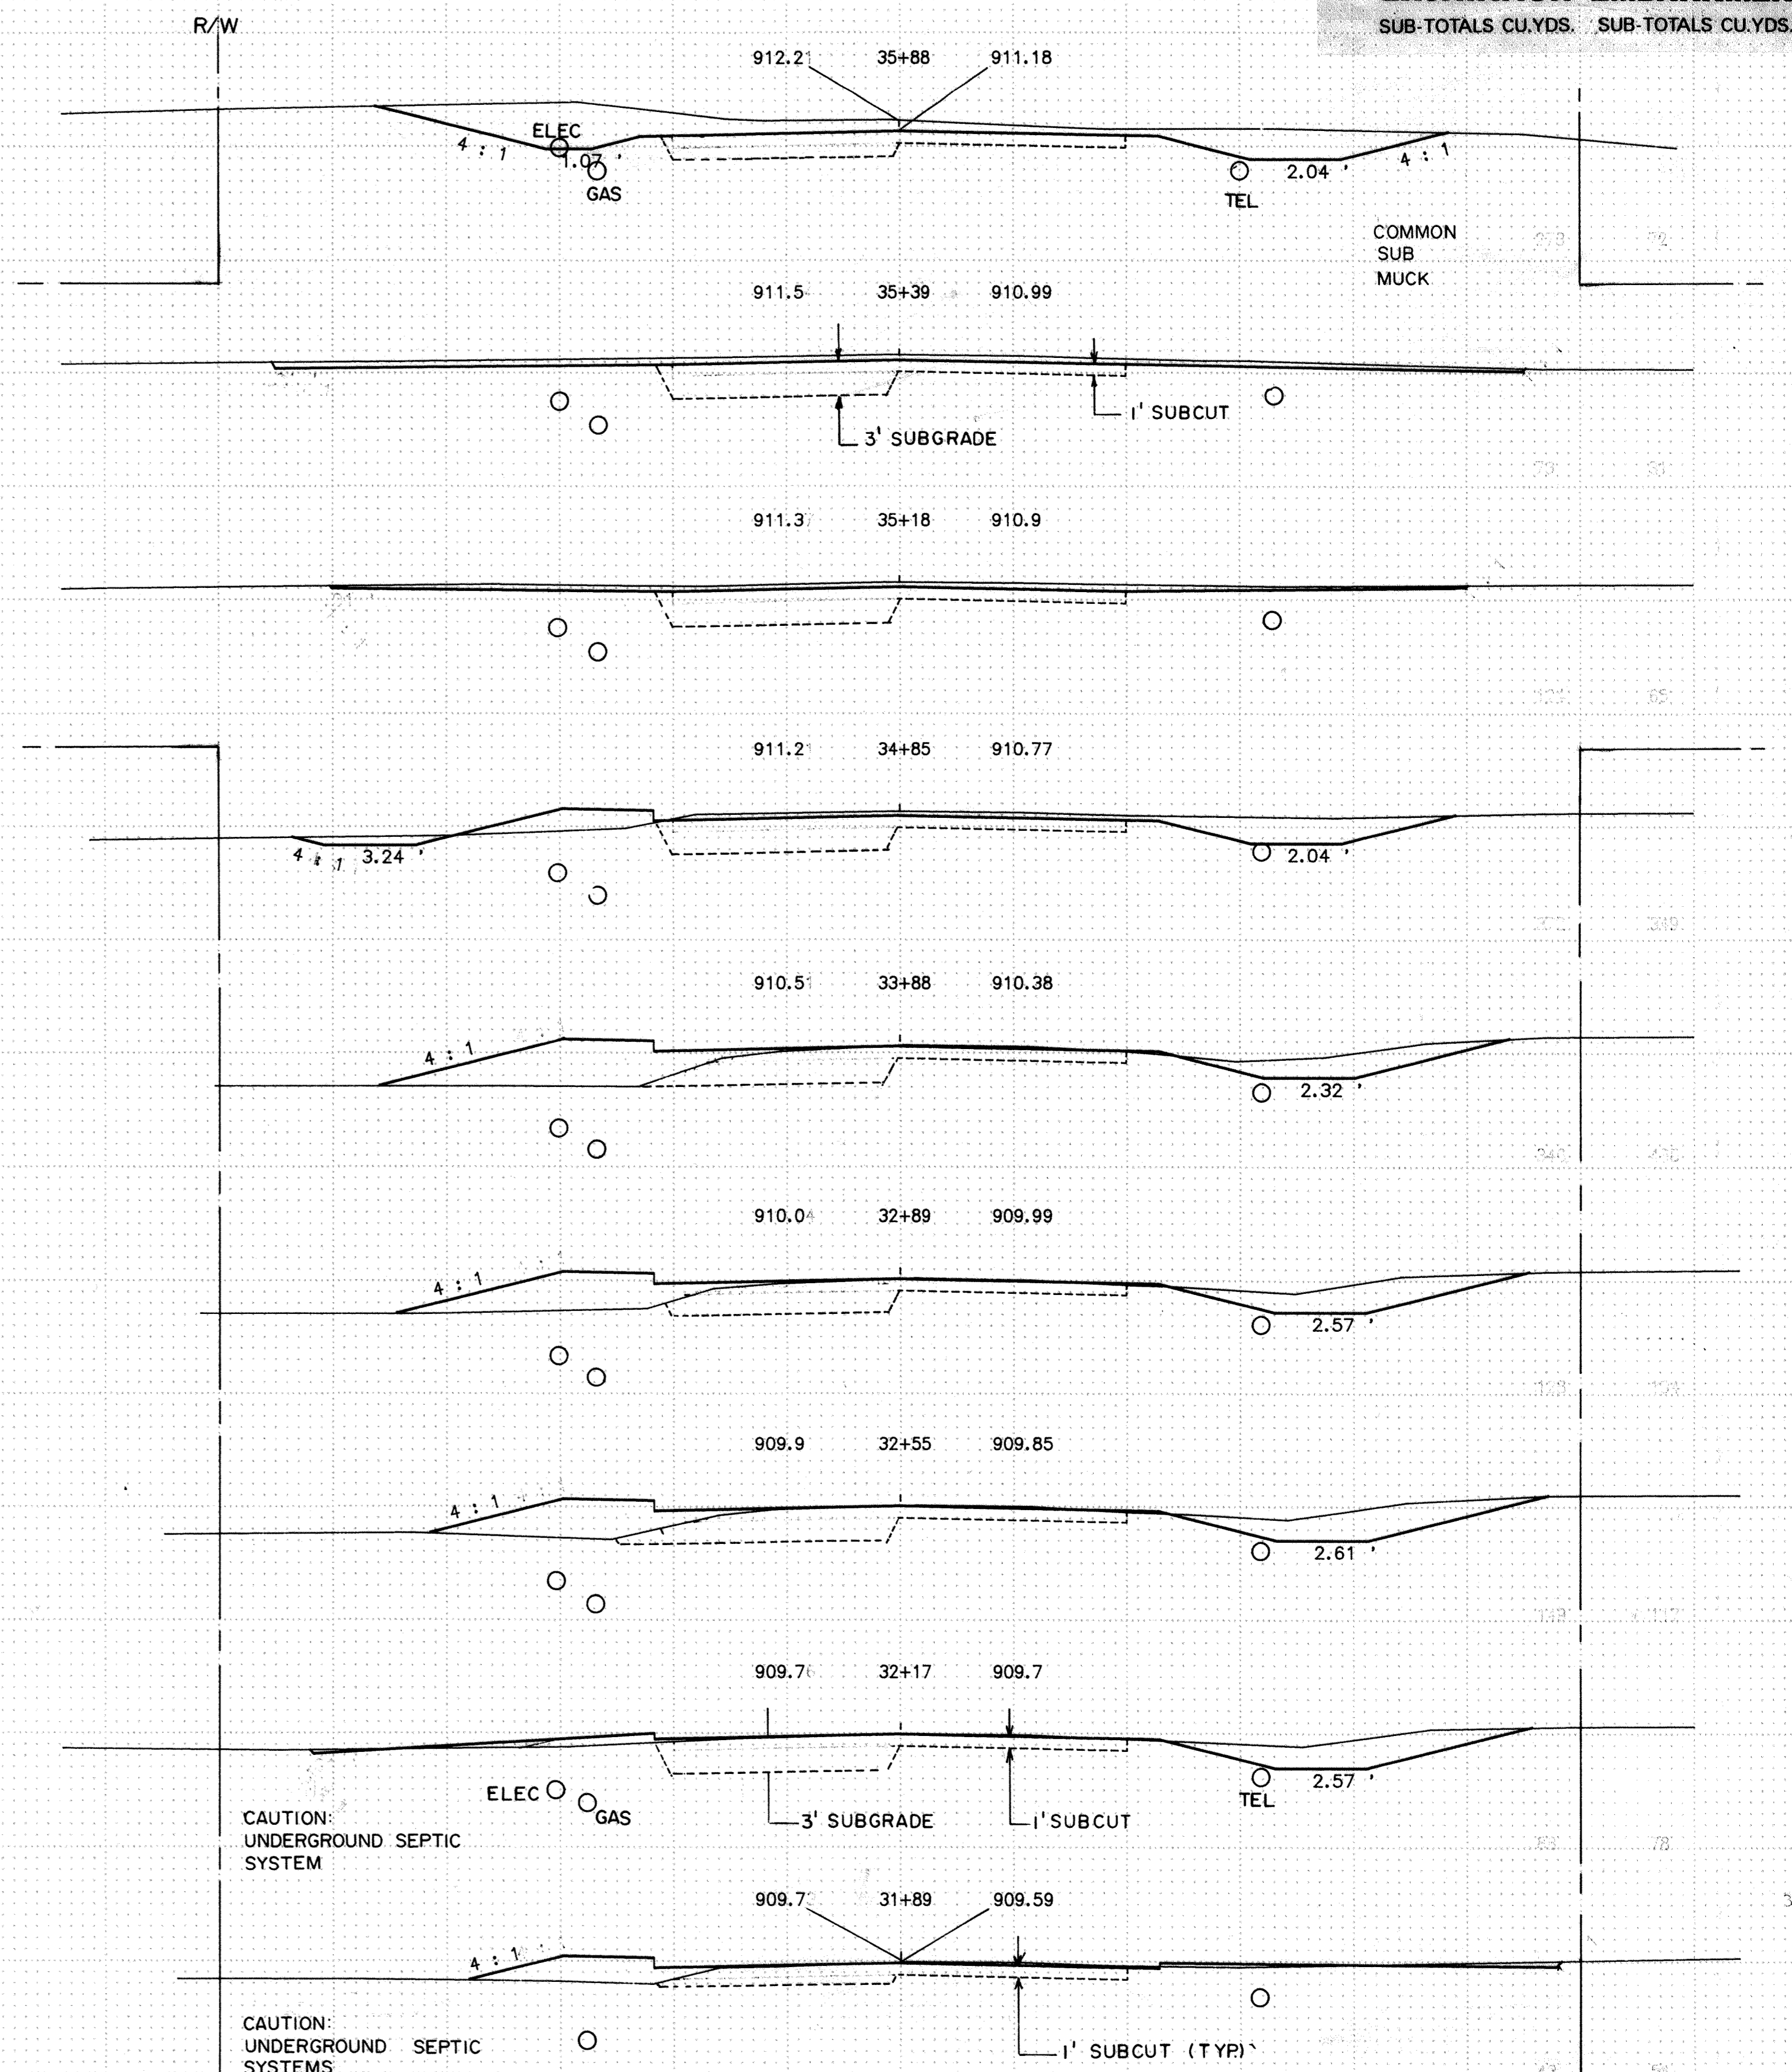 R/W
SUB-TOTALS CU.YDS. SUB-TOTALS CU.YDS.
912.21 35+88 911.18
ELEC
4 : 1
1.07 '
GAS
2.04 '
4 : 1
TEL
COMMON
SUB
MUCK
911.5 35+39 910.99
1' SUBCUT
3' SUBGRADE
911.37 35+18 910.9
911.21 34+85 910.77
4 : 1 3.24 '
2.04 '
910.51 33+88 910.38
4 : 1
2.32 '
910.04 32+89 909.99
4 : 1
2.57 '
909.9 32+55 909.85
4 : 1
2.61 '
909.76 32+17 909.7
ELEC
GAS
TEL
2.57 '
3' SUBGRADE
1' SUBCUT
CAUTION:
UNDERGROUND SEPTIC
SYSTEM
909.7 31+89 909.59
4 : 1
CAUTION:
UNDERGROUND SEPTIC
SYSTEMS
1' SUBCUT (TYP.)